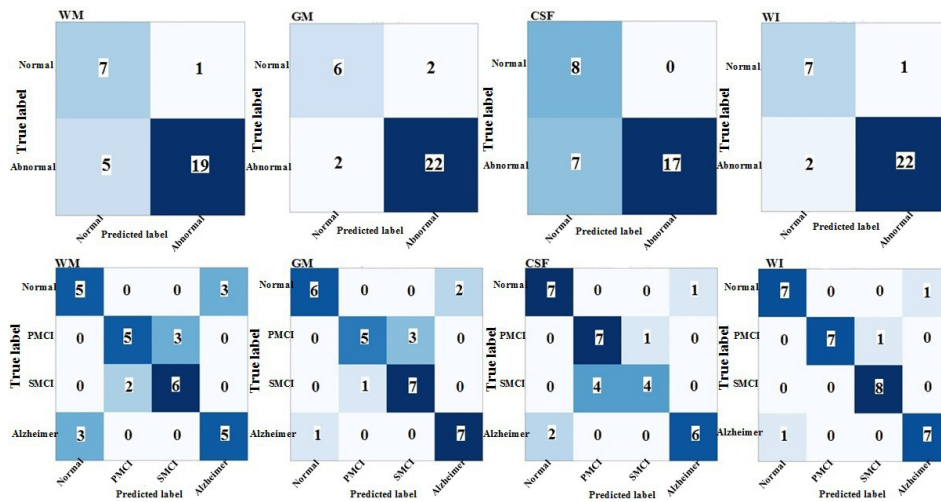 WM
GM
CSF
WI
Normal 7 1
Normal 6 2
Normal 8 0
Normal 7 1
True label
True label
True label
True label
Abnormal 5 19
Abnormal 2 22
Abnormal 7 17
Abnormal 2 22
Normal Abnormal
Normal Abnormal
Normal Abnormal
Normal Abnormal
Predicted label
Predicted label
Predicted label
Predicted label
WM
GM
CSF
WI
Normal 5 0 0 3
Normal 6 0 0 2
Normal 7 0 0 1
Normal 7 0 0 1
PMCI 0 5 3 0
PMCI 0 5 3 0
PMCI 0 7 1 0
PMCI 0 7 1 0
True label
True label
True label
True label
SMCI 0 2 6 0
SMCI 0 1 7 0
SMCI 0 4 4 0
SMCI 0 0 8 0
Alzheimer 3 0 0 5
Alzheimer 1 0 0 7
Alzheimer 2 0 0 6
Alzheimer 1 0 0 7
Normal PMCI SMCI Alzheimer
Normal PMCI SMCI Alzheimer
Normal PMCI SMCI Alzheimer
Normal PMCI SMCI Alzheimer
Predicted label
Predicted label
Predicted label
Predicted label